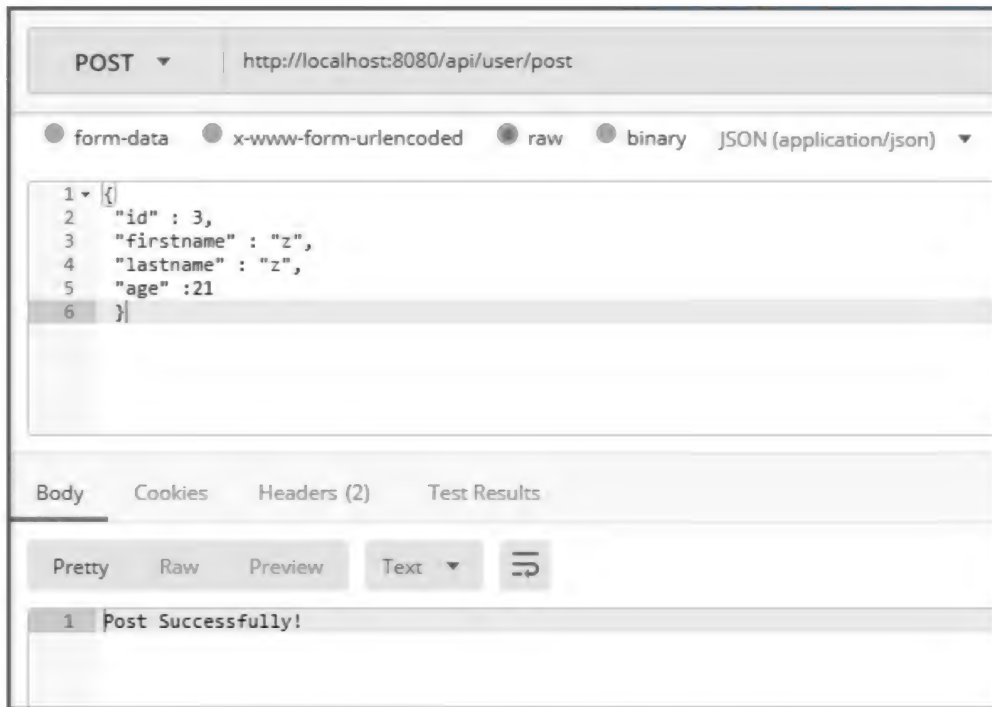 POST http://localhost:8080/api/user/post
form-data x-www-form-urlencoded raw binary JSON (application/json)
1 {
2 "id" : 3,
3 "firstname" : "z",
4 "lastname" : "z",
5 "age" :21
6 }
Body Cookies Headers (2) Test Results
Pretty Raw Preview Text
1 Post Successfully!